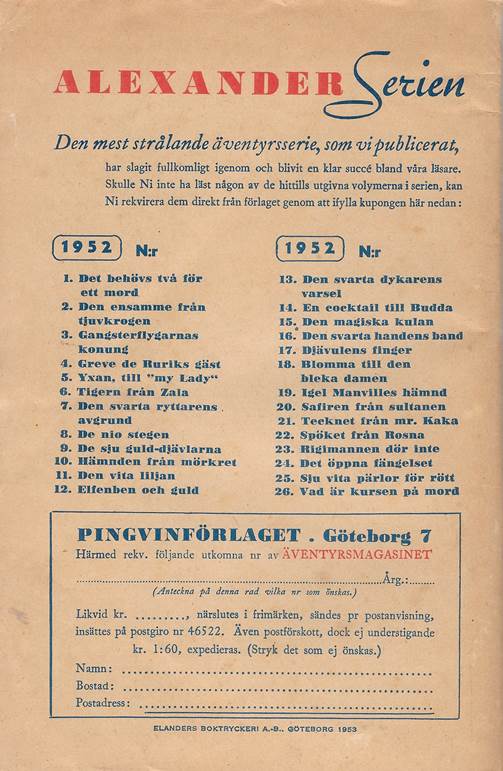 ALEXANDER Serien
Den mest strålande äventyrsserie, som vi publicerat,
har slagit fullkomligt igenom och blivit en klar succé bland våra läsare.
Skulle Ni inte ha läst någon av de hittills utgivna volymerna i serien, kan
Ni rekvirera dem direkt från förlaget genom att ifylla kupongen här nedan:
1952 N:r
1. Det behövs två för
ett mord
2. Den ensamme från
tjuvkrogen
3. Gangsterflygarnas
konung
4. Greve de Ruriks gäst
5. Yxan, till "my Lady"
6. Tigern från Zala
7. Den svarta ryttarens
avgrund
8. De nio stegen
9. De sju guld-djävlarna
10. Hämnden från mörkret
11. Den vita liljan
12. Elfenben och guld
1952 N:r
13. Den svarta dykarens
varsel
14. En cocktail till Budda
15. Den magiska kulan
16. Den svarta handens band
17. Djävulens finger
18. Blomma till den
bleka damen
19. Igel Manvilles hämnd
20. Safiren från sultanen
21. Tecknet från mr. Kaka
22. Spöket från Rosna
23. Rigimannen dör inte
24. Det öppna fängelset
25. Sju vita pärlor för rött
26. Vad är kursen på mord
PINGVINFÖRLAGET . Göteborg 7
Härmed rekv. följande utkomna nr av ÄVENTYRSMAGASINET
..........................................................................Årg.:........
(Anteckna på denna rad vilka nr som önskas.)
Likvid kr. ........., närslutes i frimärken, sändes pr postanvisning,
insättes på postgiro nr 46522. Även postförskott, dock ej understigande
kr. 1:60, expedieras. (Stryk det som ej önskas.)
Namn: ......................................................
Bostad: ......................................................
Postadress: ..................................................
ELANDERS BOKTRYCKERI A.-B., GÖTEBORG 1953